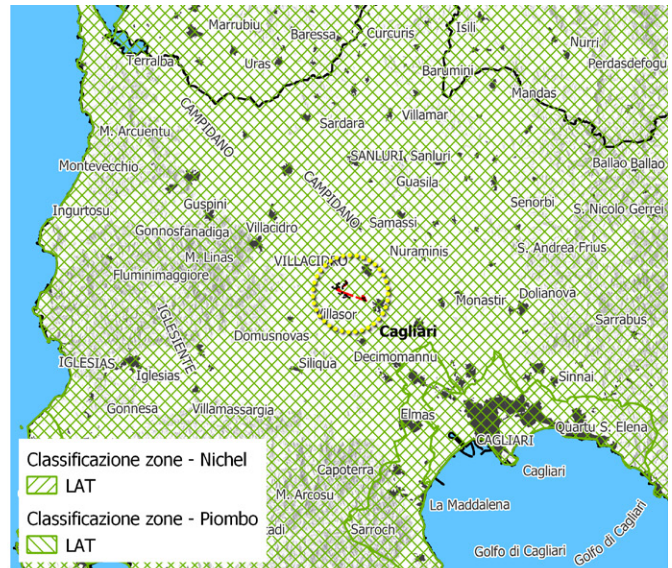 Marrubiu
Curcuris
Isili
Baressa
Nurri
Terralba
Uras
Barumini
Perdasdefogu
Mandas
CAMPIDANO
Sardara
Villamar
M. Arcuentu
SANLURI
Sanluri
Montevecchio
Ballao
Ballao
CAMPIDANO
Guasila
Guspini
Ingurtosu
Senorbì
S. Nicolo Gerrei
Gonnosfanadiga
Villacidro
Samassi
M. Linas
Nuraminis
S. Andrea Frius
VILLACIDRO
Fluminimaggiore
Dolianova
Monastir
Villasor
Sarrabus
IGLESIENTE
Domusnovas
Cagliari
Decimomannu
IGLESIAS
Iglesias
Siliqua
Sinnai
Gonnesa
Villamassargia
Elmas
Quartu S. Elena
CAGLIARI
Classificazione zone - Nichel
LAT
Classificazione zone - Piombo
LAT
Capoterra
Cagliari
M. Arcosu
La Maddalena
Sarroch
Golfo di Cagliari
Golfo di Cagliari